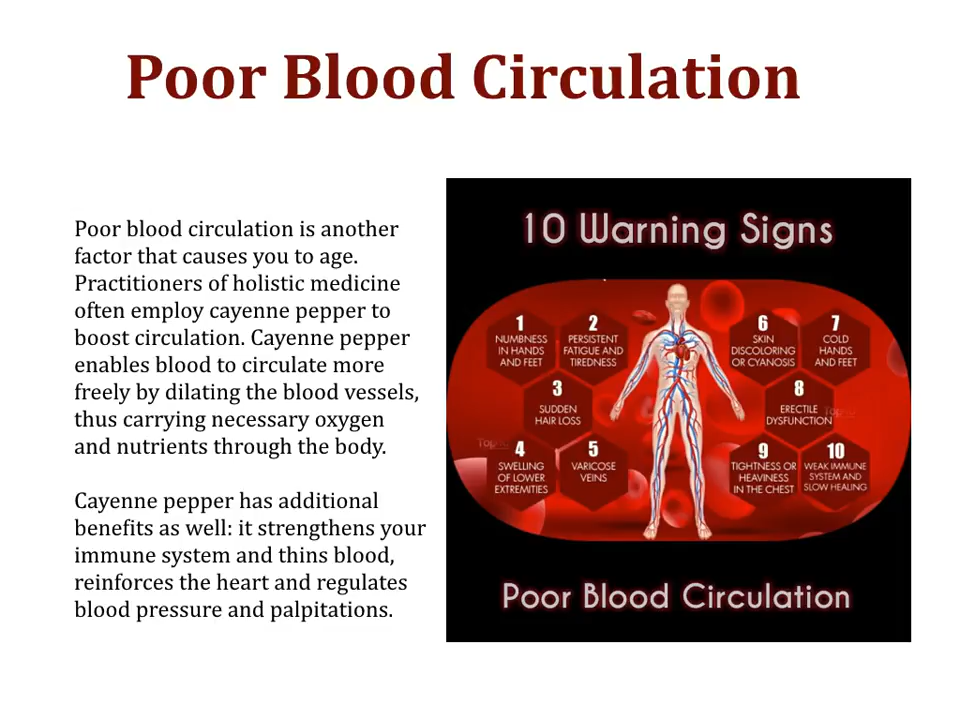 Poor Blood Circulation
Poor blood circulation is another
factor that causes you to age.
Practitioners of holistic medicine
often employ cayenne pepper to
boost circulation. Cayenne pepper
enables blood to circulate more
freely by dilating the blood vessels,
thus carrying necessary oxygen
and nutrients through the body.
Cayenne pepper has additional
benefits as well: it strengthens your
immune system and thins blood,
reinforces the heart and regulates
blood pressure and palpitations.
10 Warning Signs
1
NUMBNESS
IN HANDS
AND FEET
2
PERSISTENT
FATIGUE AND
TIREDNESS
3
SUDDEN
HAIR LOSS
4
SWELLING
OF LOWER
EXTREMITIES
5
VARICOSE
VEINS
6
SKIN
DISCOLORING
OR CYANOSIS
7
COLD
HANDS
AND FEET
8
ERECTILE
DYSFUNCTION
9
TIGHTNESS OR
HEAVINESS
IN THE CHEST
10
WEAK IMMUNE
SYSTEM AND
SLOW HEALING
Poor Blood Circulation